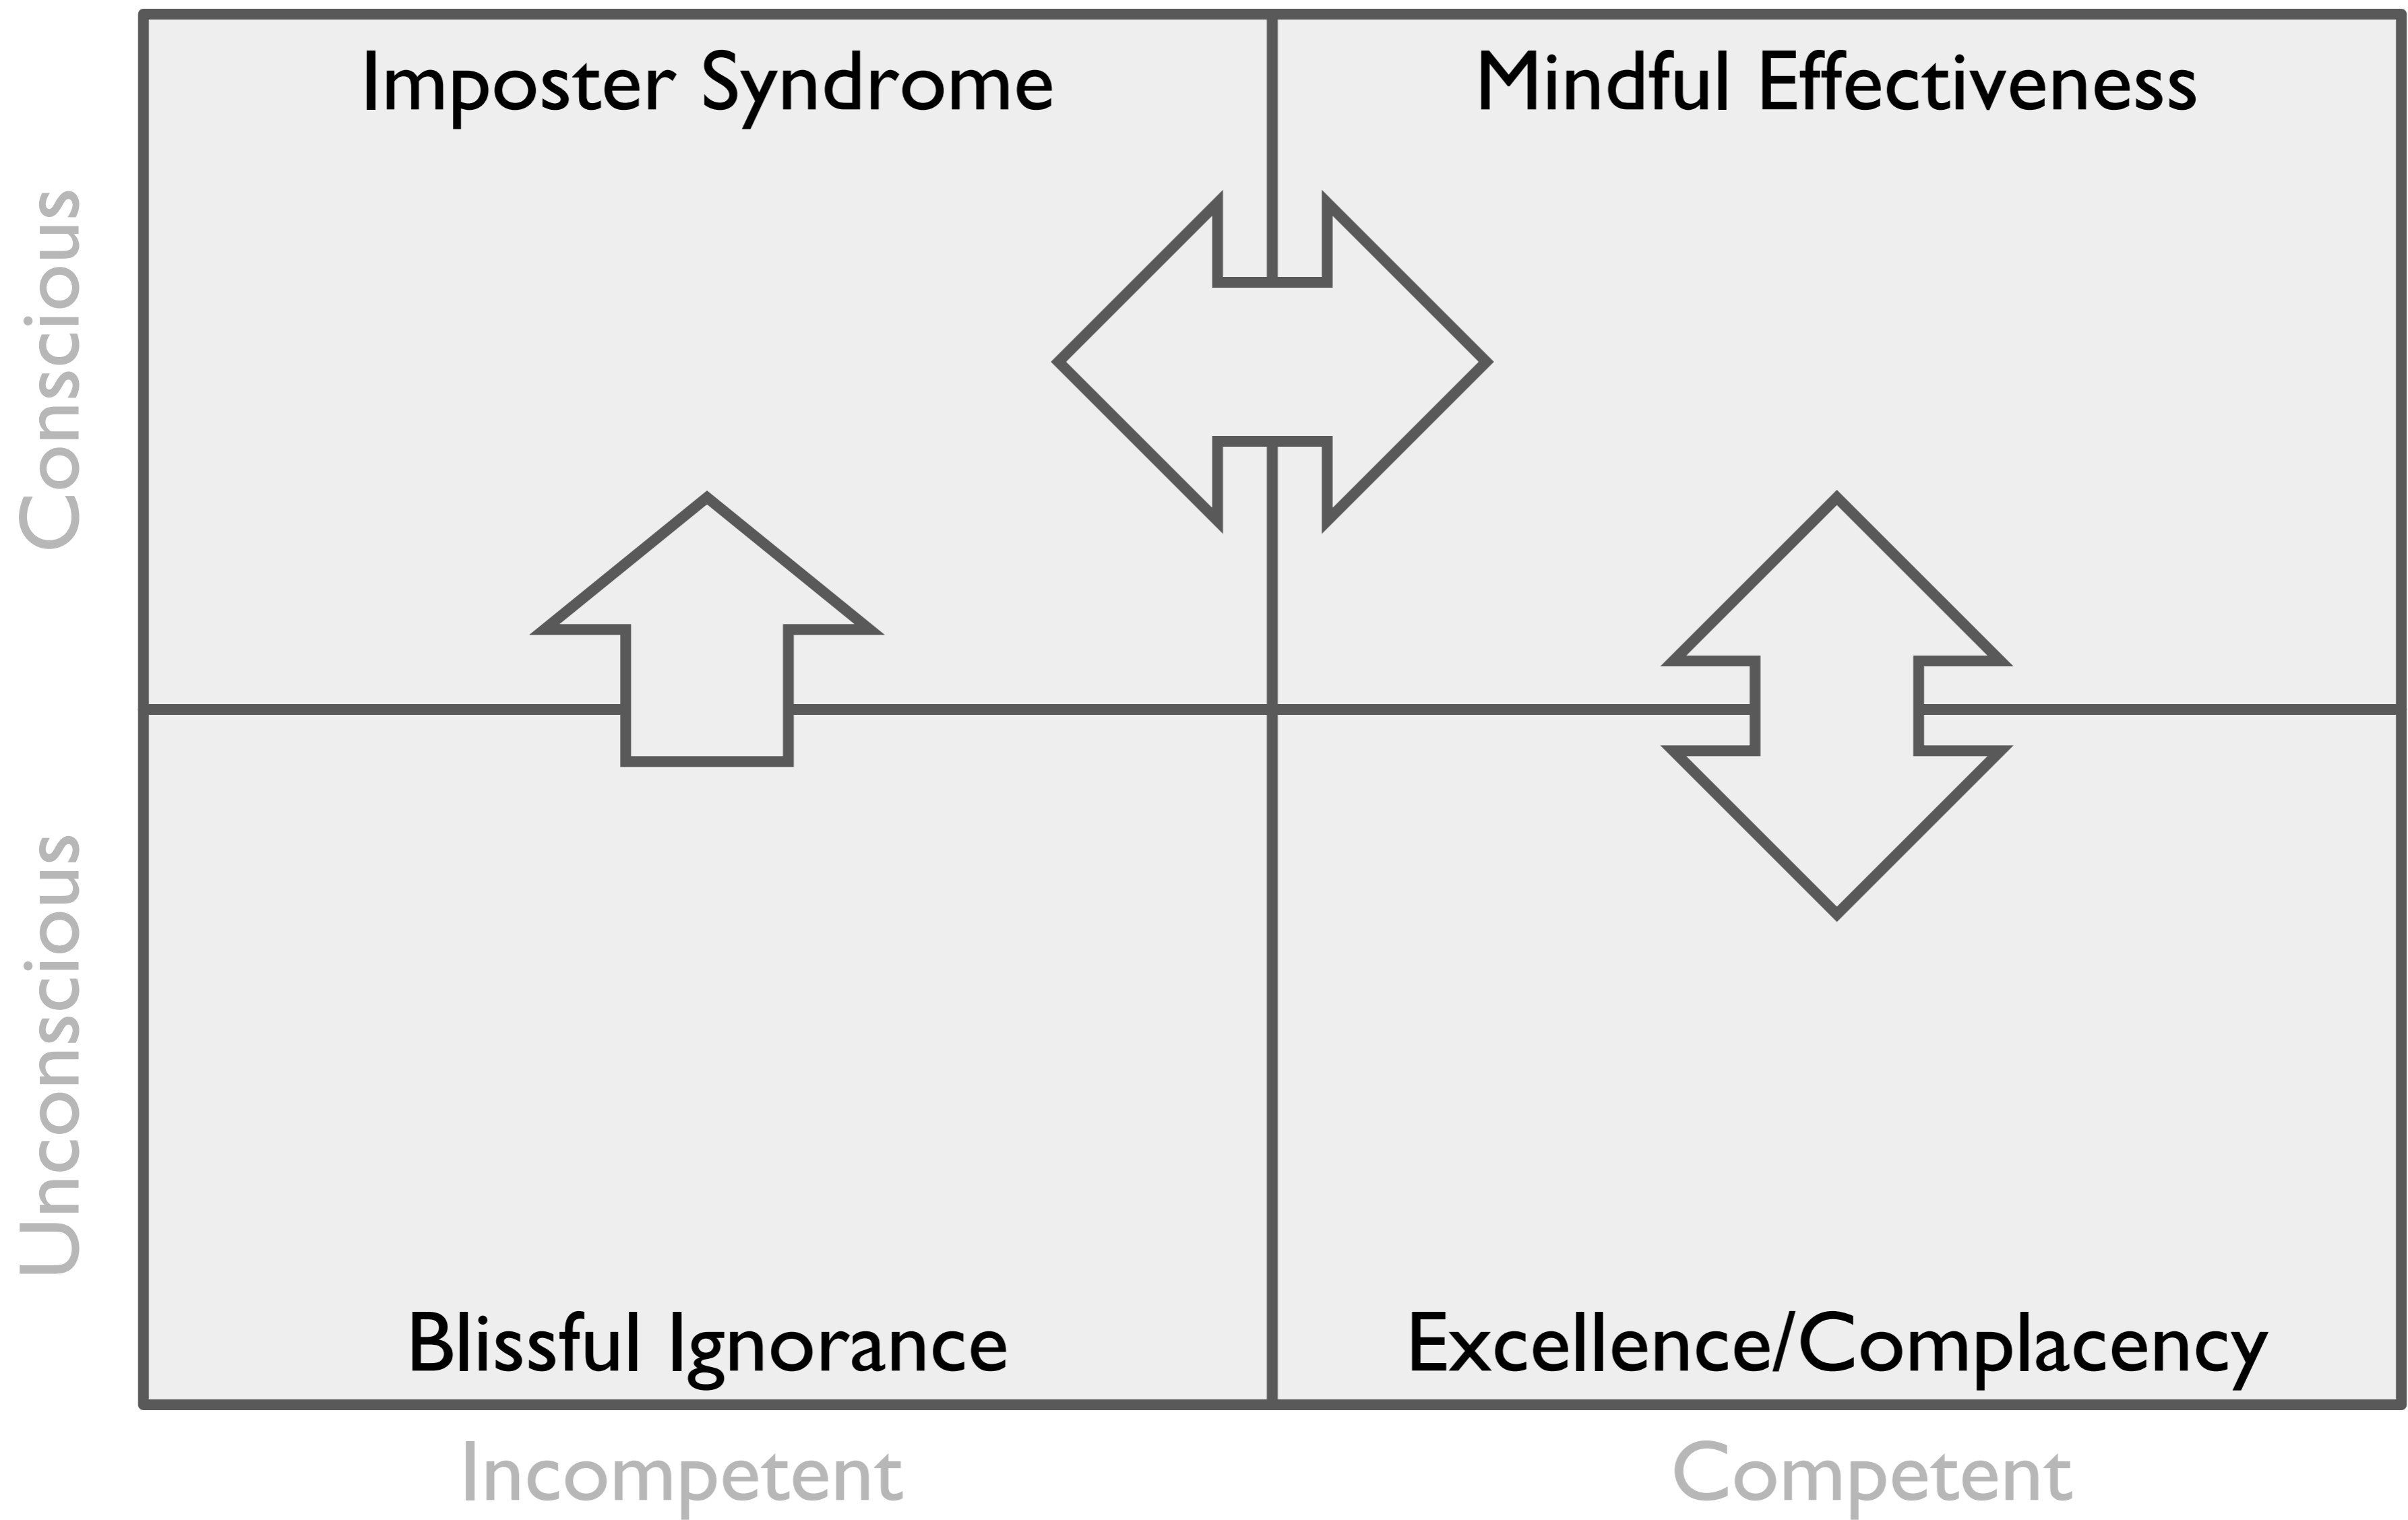 Imposter Syndrome
Mindful Effectiveness
Conscious
Unconscious
Blissful Ignorance
Excellence/Complacency
Incompetent
Competent